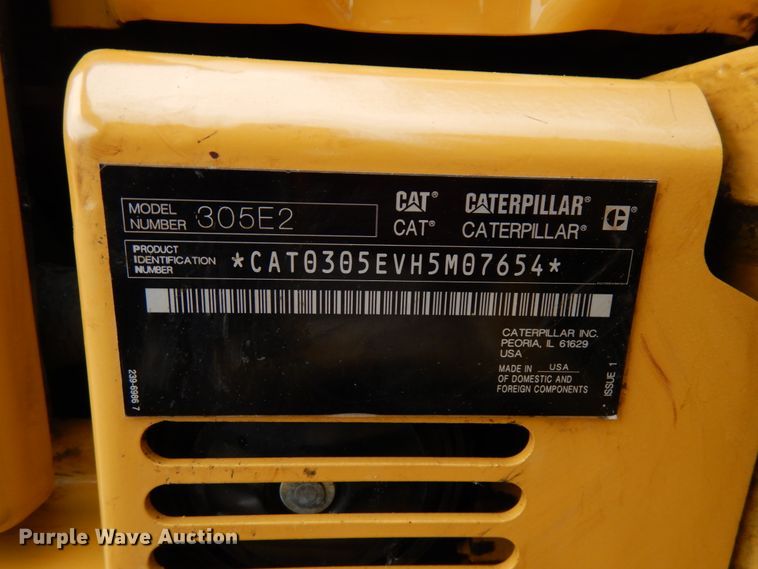 MODEL NUMBER 305E2
CAT CATERPILLAR
CAT® CATERPILLAR®
PRODUCT IDENTIFICATION NUMBER *CAT0305EVH5M07654*
CATERPILLAR INC.
PEORIA, IL 61629
USA
MADE IN USA
OF DOMESTIC AND
FOREIGN COMPONENTS
239-6986 7
ISSUE 1
Purple Wave Auction